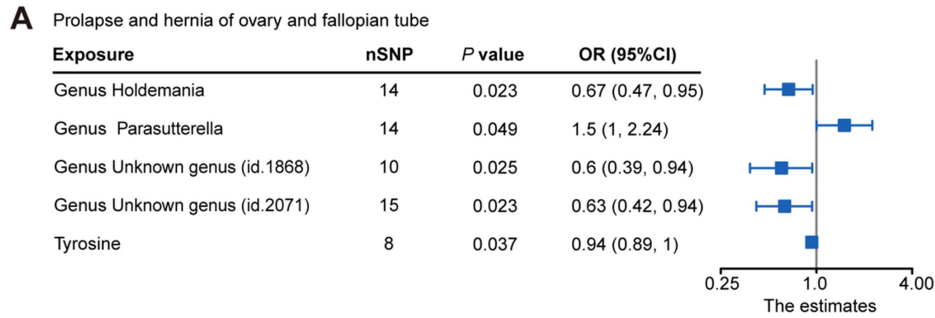 A Prolapse and hernia of ovary and fallopian tube
Exposure nSNP P value OR (95%CI)
Genus Holdemania 14 0.023 0.67 (0.47, 0.95)
Genus Parasutterella 14 0.049 1.5 (1, 2.24)
Genus Unknown genus (id.1868) 10 0.025 0.6 (0.39, 0.94)
Genus Unknown genus (id.2071) 15 0.023 0.63 (0.42, 0.94)
Tyrosine 8 0.037 0.94 (0.89, 1)
0.25 1.0 4.00
The estimates